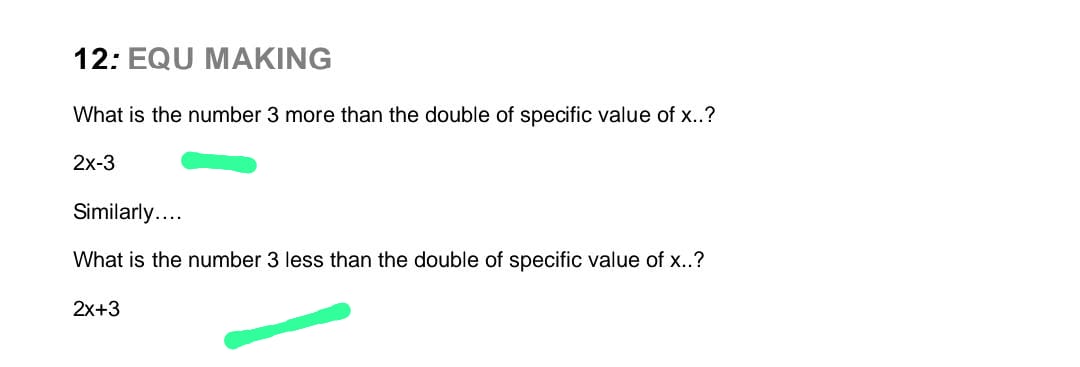 12: EQU MAKING
What is the number 3 more than the double of specific value of x..?
2x-3
Similarly….
What is the number 3 less than the double of specific value of x..?
2x+3